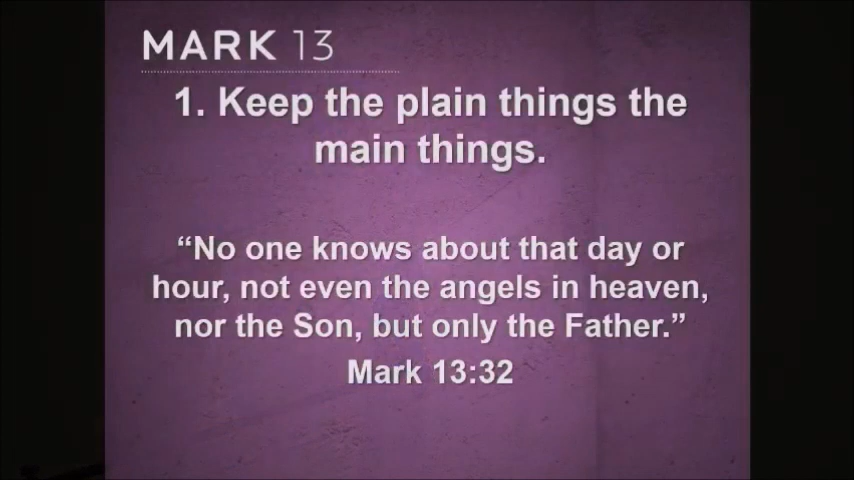 MARK 13
1. Keep the plain things the
main things.
“No one knows about that day or
hour, not even the angels in heaven,
nor the Son, but only the Father.”
Mark 13:32